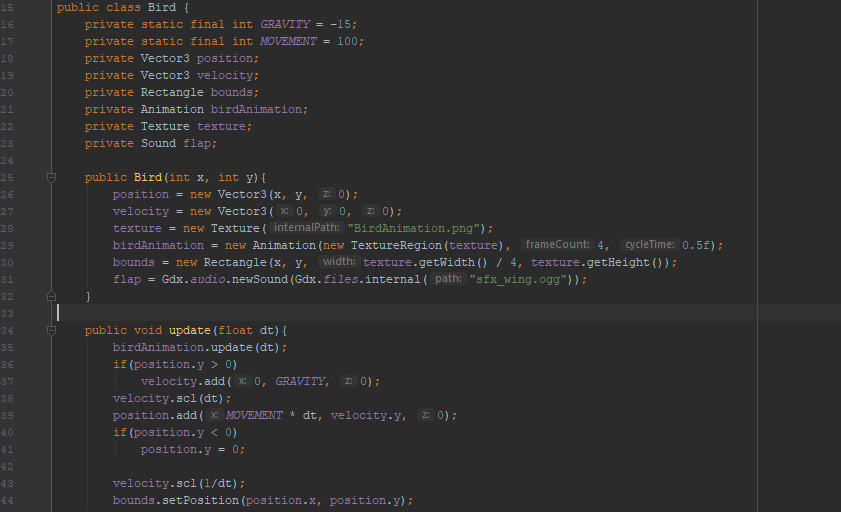 15 public class Bird {
16 private static final int GRAVITY = -15;
17 private static final int MOVEMENT = 100;
18 private Vector3 position;
19 private Vector3 velocity;
20 private Rectangle bounds;
21 private Animation birdAnimation;
22 private Texture texture;
23 private Sound flap;
24
25 public Bird(int x, int y){
26 position = new Vector3(x, y, z: 0);
27 velocity = new Vector3( x: 0, y: 0, z: 0);
28 texture = new Texture( internalPath: "BirdAnimation.png");
29 birdAnimation = new Animation(new TextureRegion(texture), frameCount: 4, cycleTime: 0.5f);
30 bounds = new Rectangle(x, y, width: texture.getWidth() / 4, texture.getHeight());
31 flap = Gdx.audio.newSound(Gdx.files.internal( path: "sfx_wing.ogg"));
32 }
33
34 public void update(float dt){
35 birdAnimation.update(dt);
36 if(position.y > 0)
37 velocity.add( x: 0, GRAVITY, z: 0);
38 velocity.scl(dt);
39 position.add( x: MOVEMENT * dt, velocity.y, z: 0);
40 if(position.y < 0)
41 position.y = 0;
42
43 velocity.scl(1/dt);
44 bounds.setPosition(position.x, position.y);